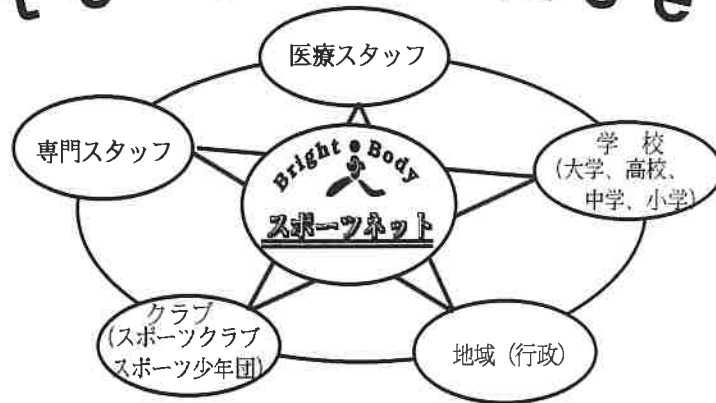 医療スタッフ
専門スタッフ
学 校
(大学、高校、
中学、小学)
Bright Body
スポーツネット
クラブ
(スポーツクラブ
スポーツ少年団)
地域（行政）